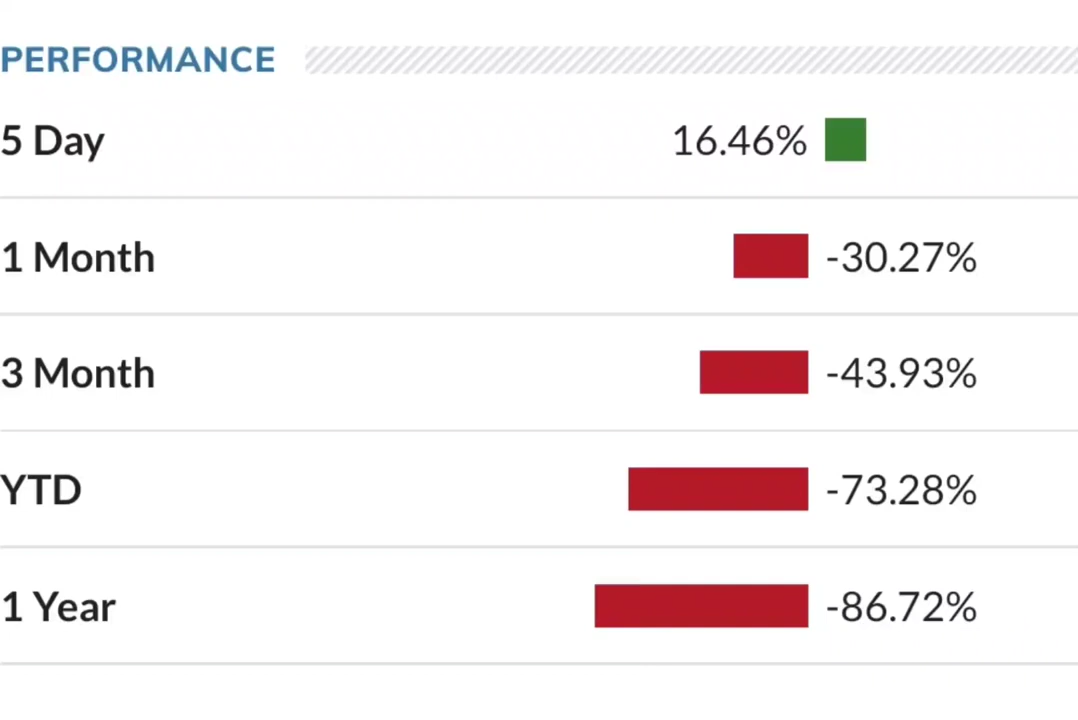 PERFORMANCE
5 Day 16.46%
1 Month -30.27%
3 Month -43.93%
YTD -73.28%
1 Year -86.72%